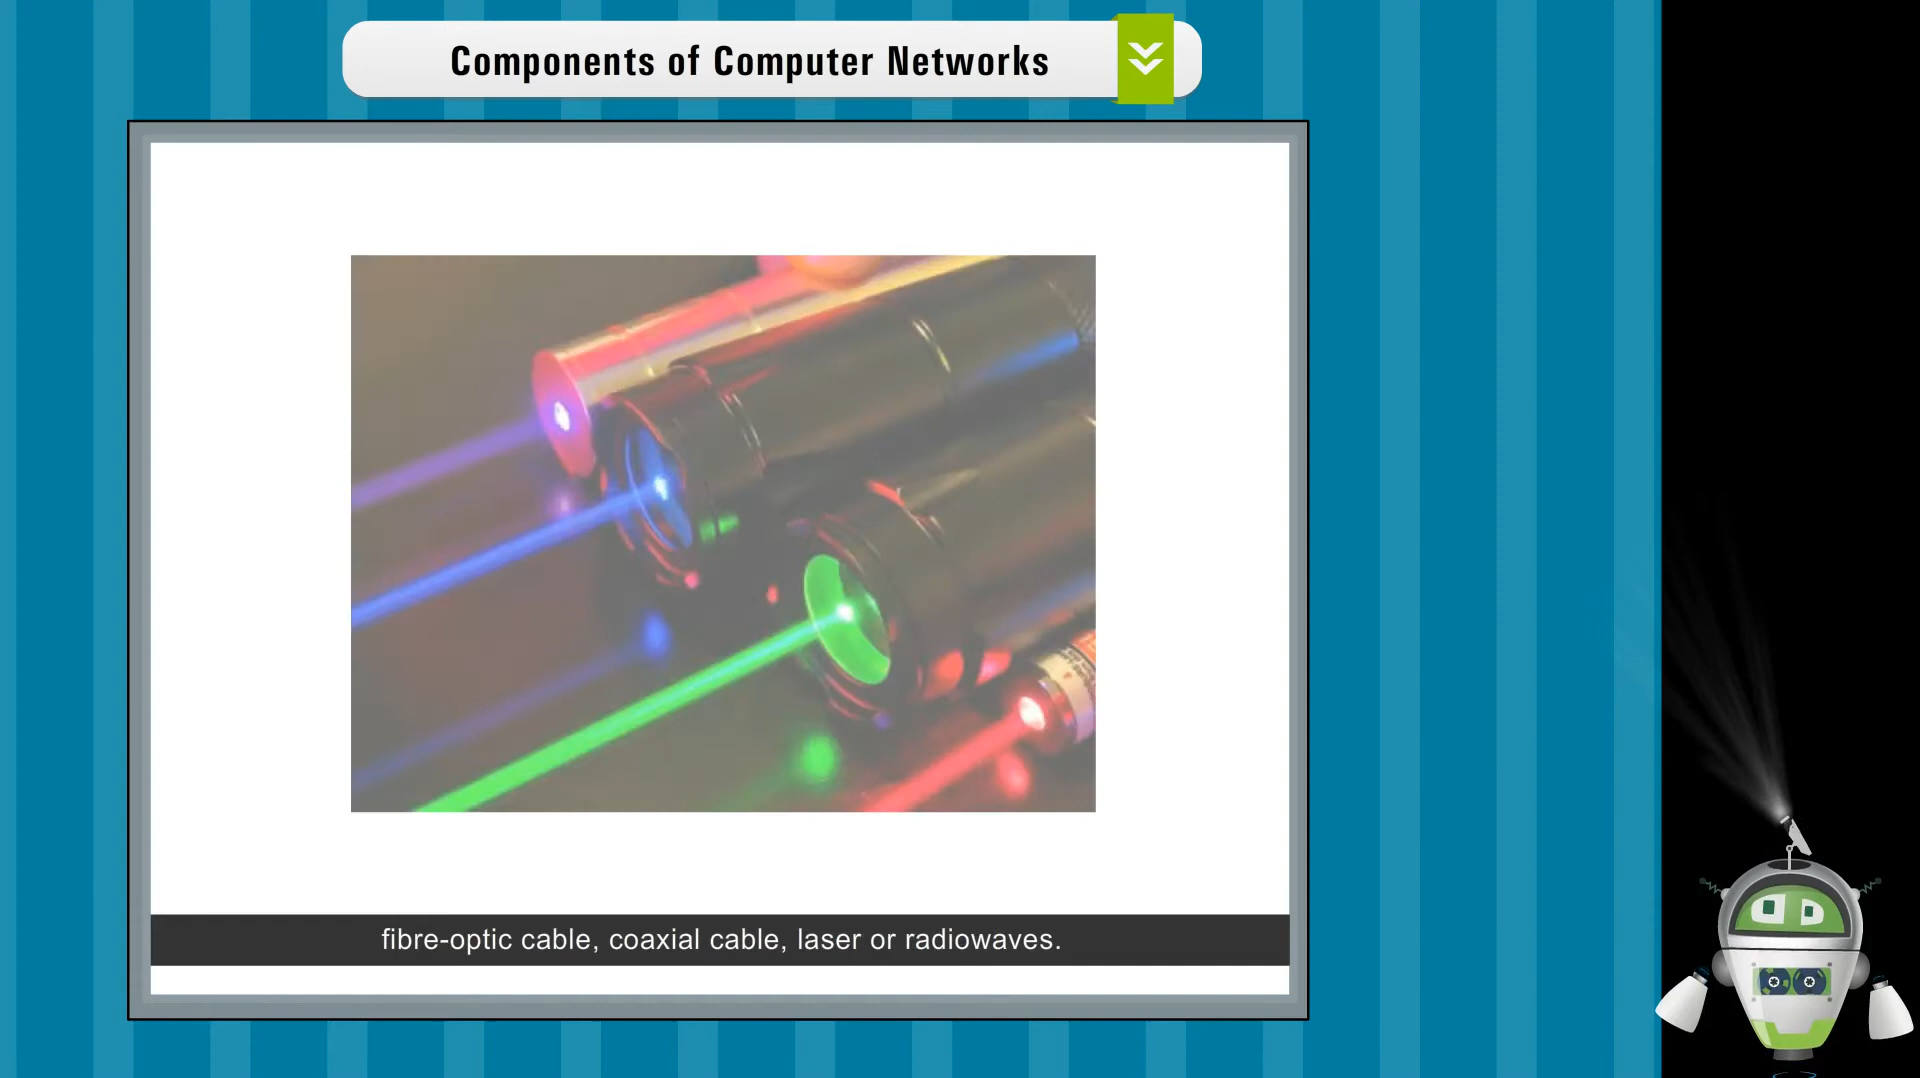 Components of Computer Networks
fibre-optic cable, coaxial cable, laser or radiowaves.